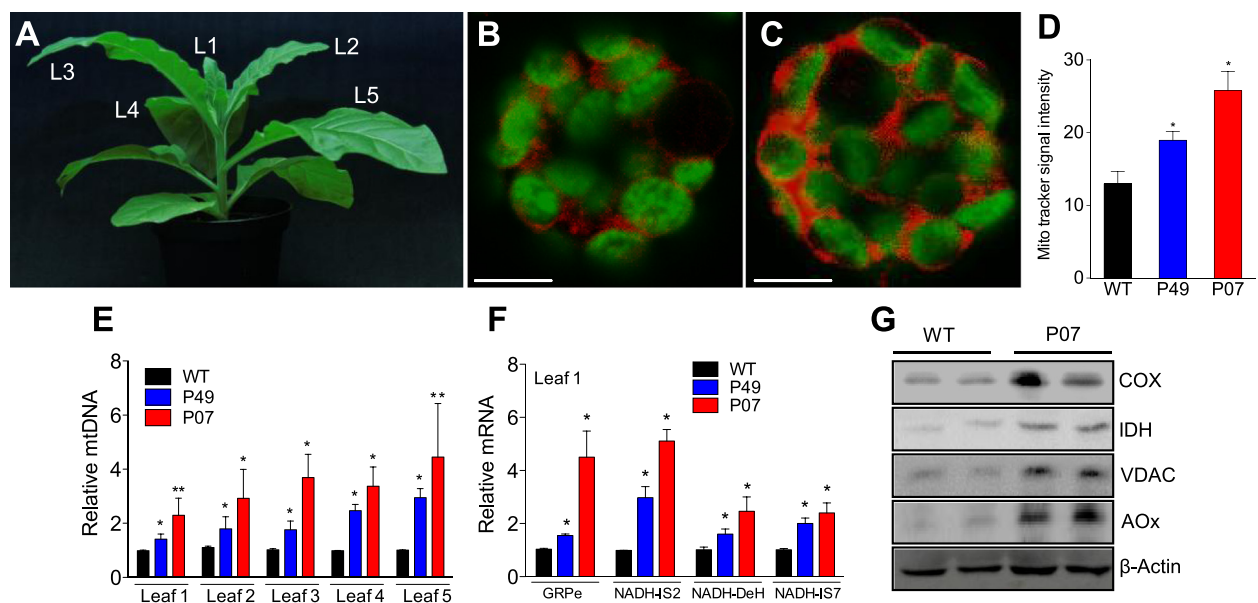 A
L1
L2
L3
L4
L5
B
C
D
Mito tracker signal intensity
30
20
10
0
WT
P49
P07
*
*
E
Relative mtDNA
8
6
4
2
0
WT
P49
P07
*
**
*
*
*
*
*
*
*
**
Leaf 1
Leaf 2
Leaf 3
Leaf 4
Leaf 5
F
Relative mRNA
8
6
4
2
0
Leaf 1
WT
P49
P07
*
*
*
*
*
*
*
*
GRPe
NADH-IS2
NADH-DeH
NADH-IS7
G
WT
P07
COX
IDH
VDAC
AOx
β-Actin